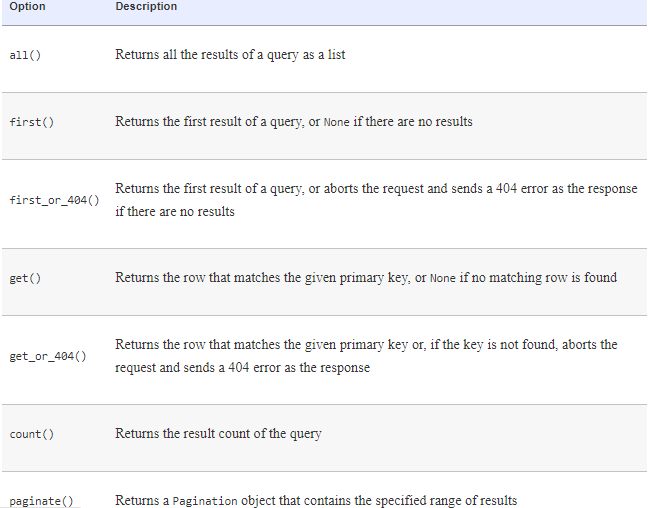 Option Description
all() Returns all the results of a query as a list
first() Returns the first result of a query, or None if there are no results
first_or_404() Returns the first result of a query, or aborts the request and sends a 404 error as the response
if there are no results
get() Returns the row that matches the given primary key, or None if no matching row is found
get_or_404() Returns the row that matches the given primary key or, if the key is not found, aborts the
request and sends a 404 error as the response
count() Returns the result count of the query
paginate() Returns a Pagination object that contains the specified range of results